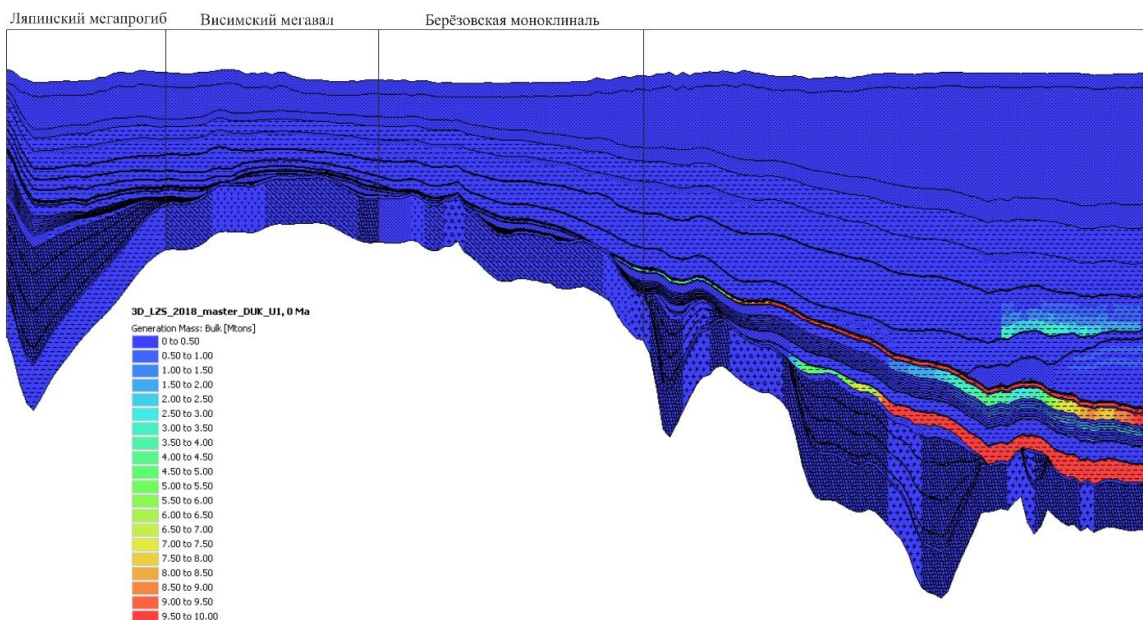 Ляпинский мегапрогиб Висимский мегавал Берёзовская моноклиналь
3D_LZS_2018_master_DUK_U1, 0 Ma
Generation Mass: Bulk [Mtons]
0 to 0.50
0.50 to 1.00
1.00 to 1.50
1.50 to 2.00
2.00 to 2.50
2.50 to 3.00
3.00 to 3.50
3.50 to 4.00
4.00 to 4.50
4.50 to 5.00
5.00 to 5.50
5.50 to 6.00
6.00 to 6.50
6.50 to 7.00
7.00 to 7.50
7.50 to 8.00
8.00 to 8.50
8.50 to 9.00
9.00 to 9.50
9.50 to 10.00